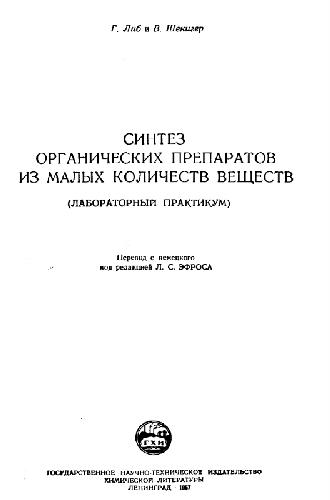 Г. Либ и В. Шенигер
СИНТЕЗ
ОРГАНИЧЕСКИХ ПРЕПАРАТОВ
ИЗ МАЛЫХ КОЛИЧЕСТВ ВЕЩЕСТВ
(ЛАБОРАТОРНЫЙ ПРАКТИКУМ)
Перевод с немецкого
под редакцией Л. С. ЭФРОСА
ГХИ
ГОСУДАРСТВЕННОЕ НАУЧНО-ТЕХНИЧЕСКОЕ ИЗДАТЕЛЬСТВО
ХИМИЧЕСКОЙ ЛИТЕРАТУРЫ
ЛЕНИНГРАД · 1957